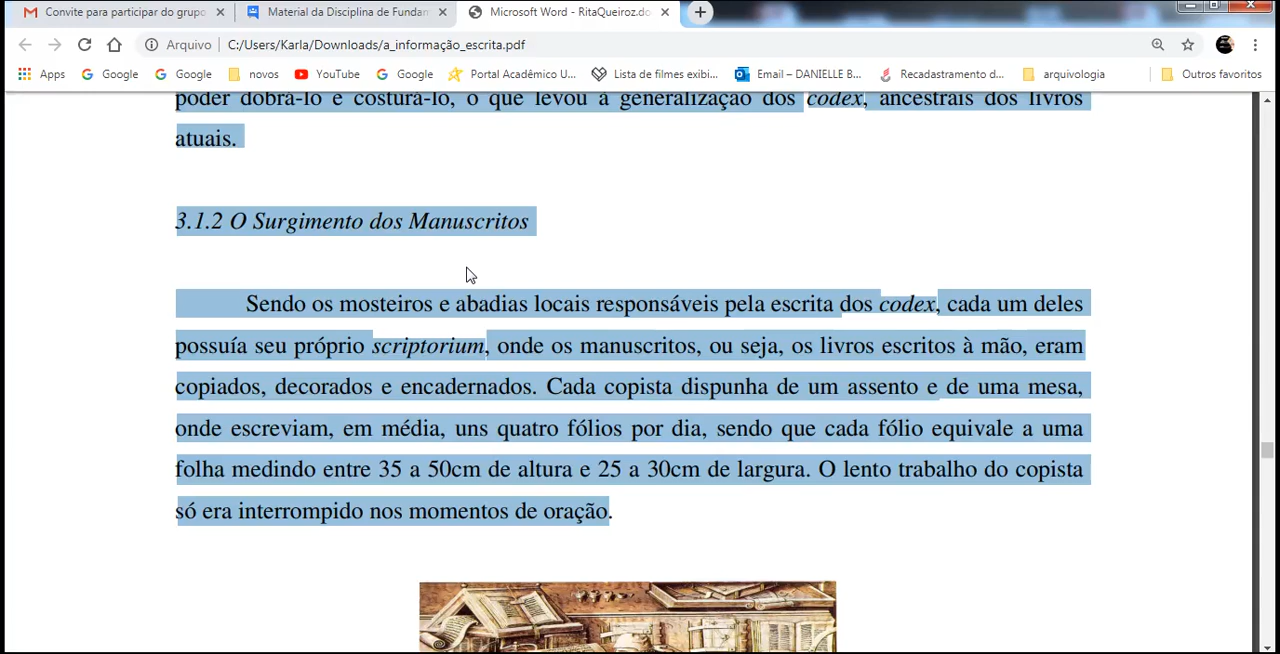 Convite para participar do grupo
Material da Disciplina de Fundam
Microsoft Word - RitaQueiroz.do
Arquivo
C:/Users/Karla/Downloads/a_informação_escrita.pdf
Apps
Google
Google
novos
YouTube
Google
Portal Acadêmico U...
Lista de filmes exibi...
Email – DANIELLE B...
Recadastramento d...
arquivologia
Outros favoritos
poder dobrá-lo e costurá-lo, o que levou à generalização dos codex, ancestrais dos livros
atuais.
3.1.2 O Surgimento dos Manuscritos
Sendo os mosteiros e abadias locais responsáveis pela escrita dos codex, cada um deles
possuía seu próprio scriptorium, onde os manuscritos, ou seja, os livros escritos à mão, eram
copiados, decorados e encadernados. Cada copista dispunha de um assento e de uma mesa,
onde escreviam, em média, uns quatro fólios por dia, sendo que cada fólio equivale a uma
folha medindo entre 35 a 50cm de altura e 25 a 30cm de largura. O lento trabalho do copista
só era interrompido nos momentos de oração.